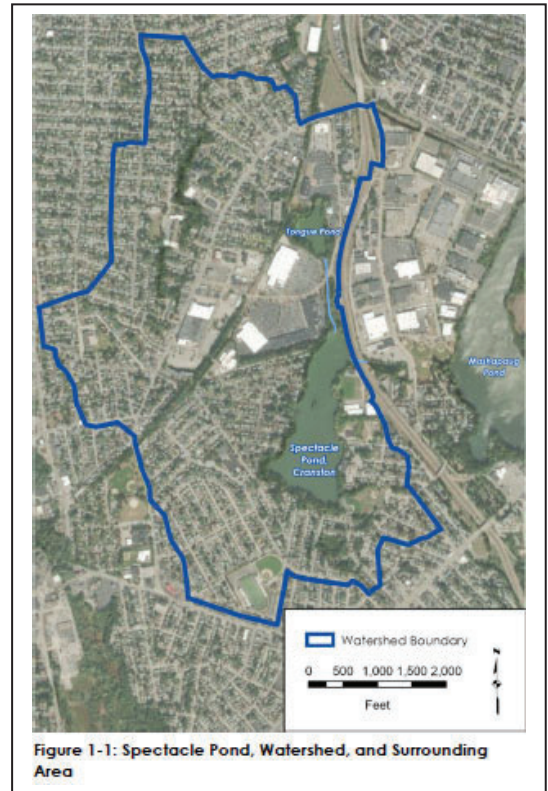 Tongue Pond
Mashapaug
Pond
Spectacle
Pond,
Cranston
Watershed Boundary
0 500 1,000 1,500 2,000
Feet
N
Figure 1-1: Spectacle Pond, Watershed, and Surrounding
Area